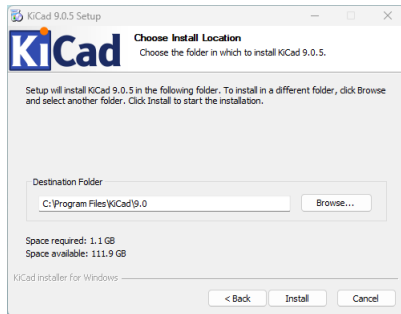 KiCad 9.0.5 Setup
KiCad
Choose Install Location
Choose the folder in which to install KiCad 9.0.5.
Setup will install KiCad 9.0.5 in the following folder. To install in a different folder, click Browse
and select another folder. Click Install to start the installation.
Destination Folder
C:\Program Files\KiCad\9.0
Browse...
Space required: 1.1 GB
Space available: 111.9 GB
KiCad installer for Windows
< Back
Install
Cancel